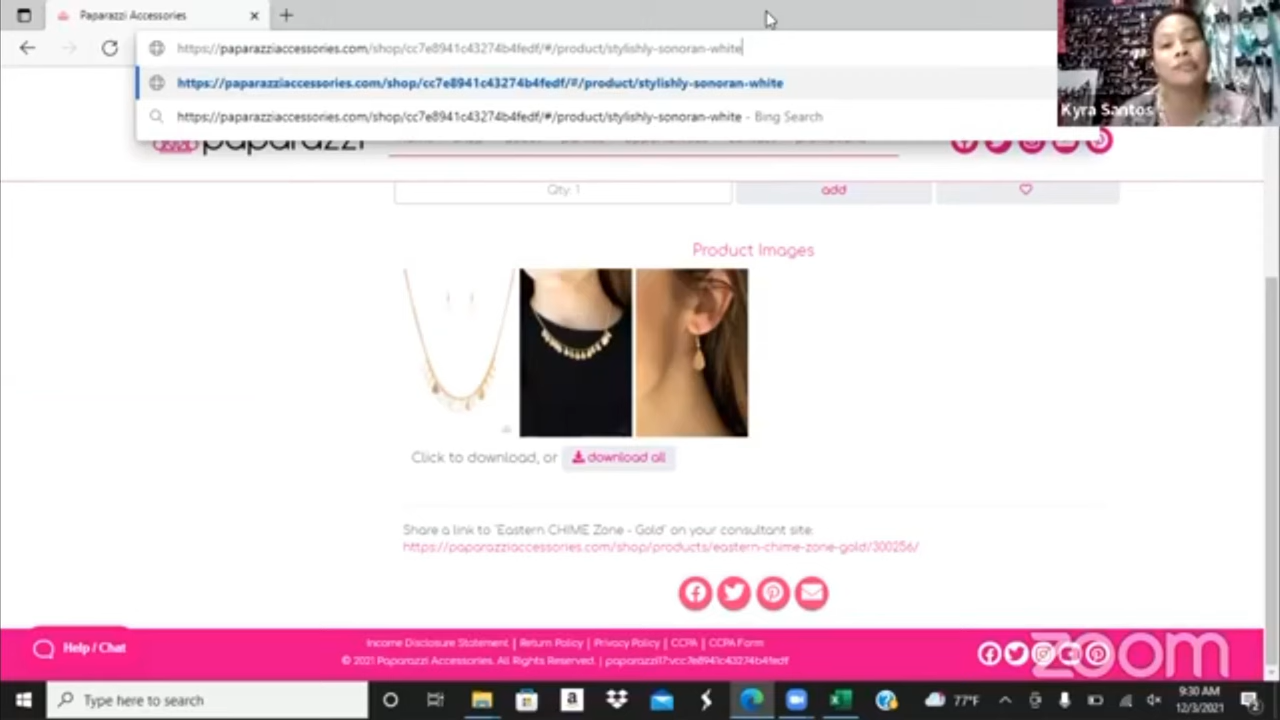 Paparazzi Accessories
https://paparazziaccessories.com/shop/cc7e8941c43274b4fedf/#/product/stylishly-sonoran-white
https://paparazziaccessories.com/shop/cc7e8941c43274b4fedf/#/product/stylishly-sonoran-white
https://paparazziaccessories.com/shop/cc7e8941c43274b4fedf/#/product/stylishly-sonoran-white - Bing Search
Kyra Santos
paparazzi
Qty: 1
add
Product Images
Click to download, or download all
Share a link to 'Eastern CHIME Zone - Gold' on your consultant site:
https://paparazziaccessories.com/shop/products/eastern-chime-zone-gold/300256/
Help / Chat
Income Disclosure Statement | Return Policy | Privacy Policy | CCPA | CCPA Form
© 2021 Paparazzi Accessories. All Rights Reserved. | paparazzi17:vcc7e8941c43274b4fedf
zoom
Type here to search
77°F
9:30 AM
12/3/2021